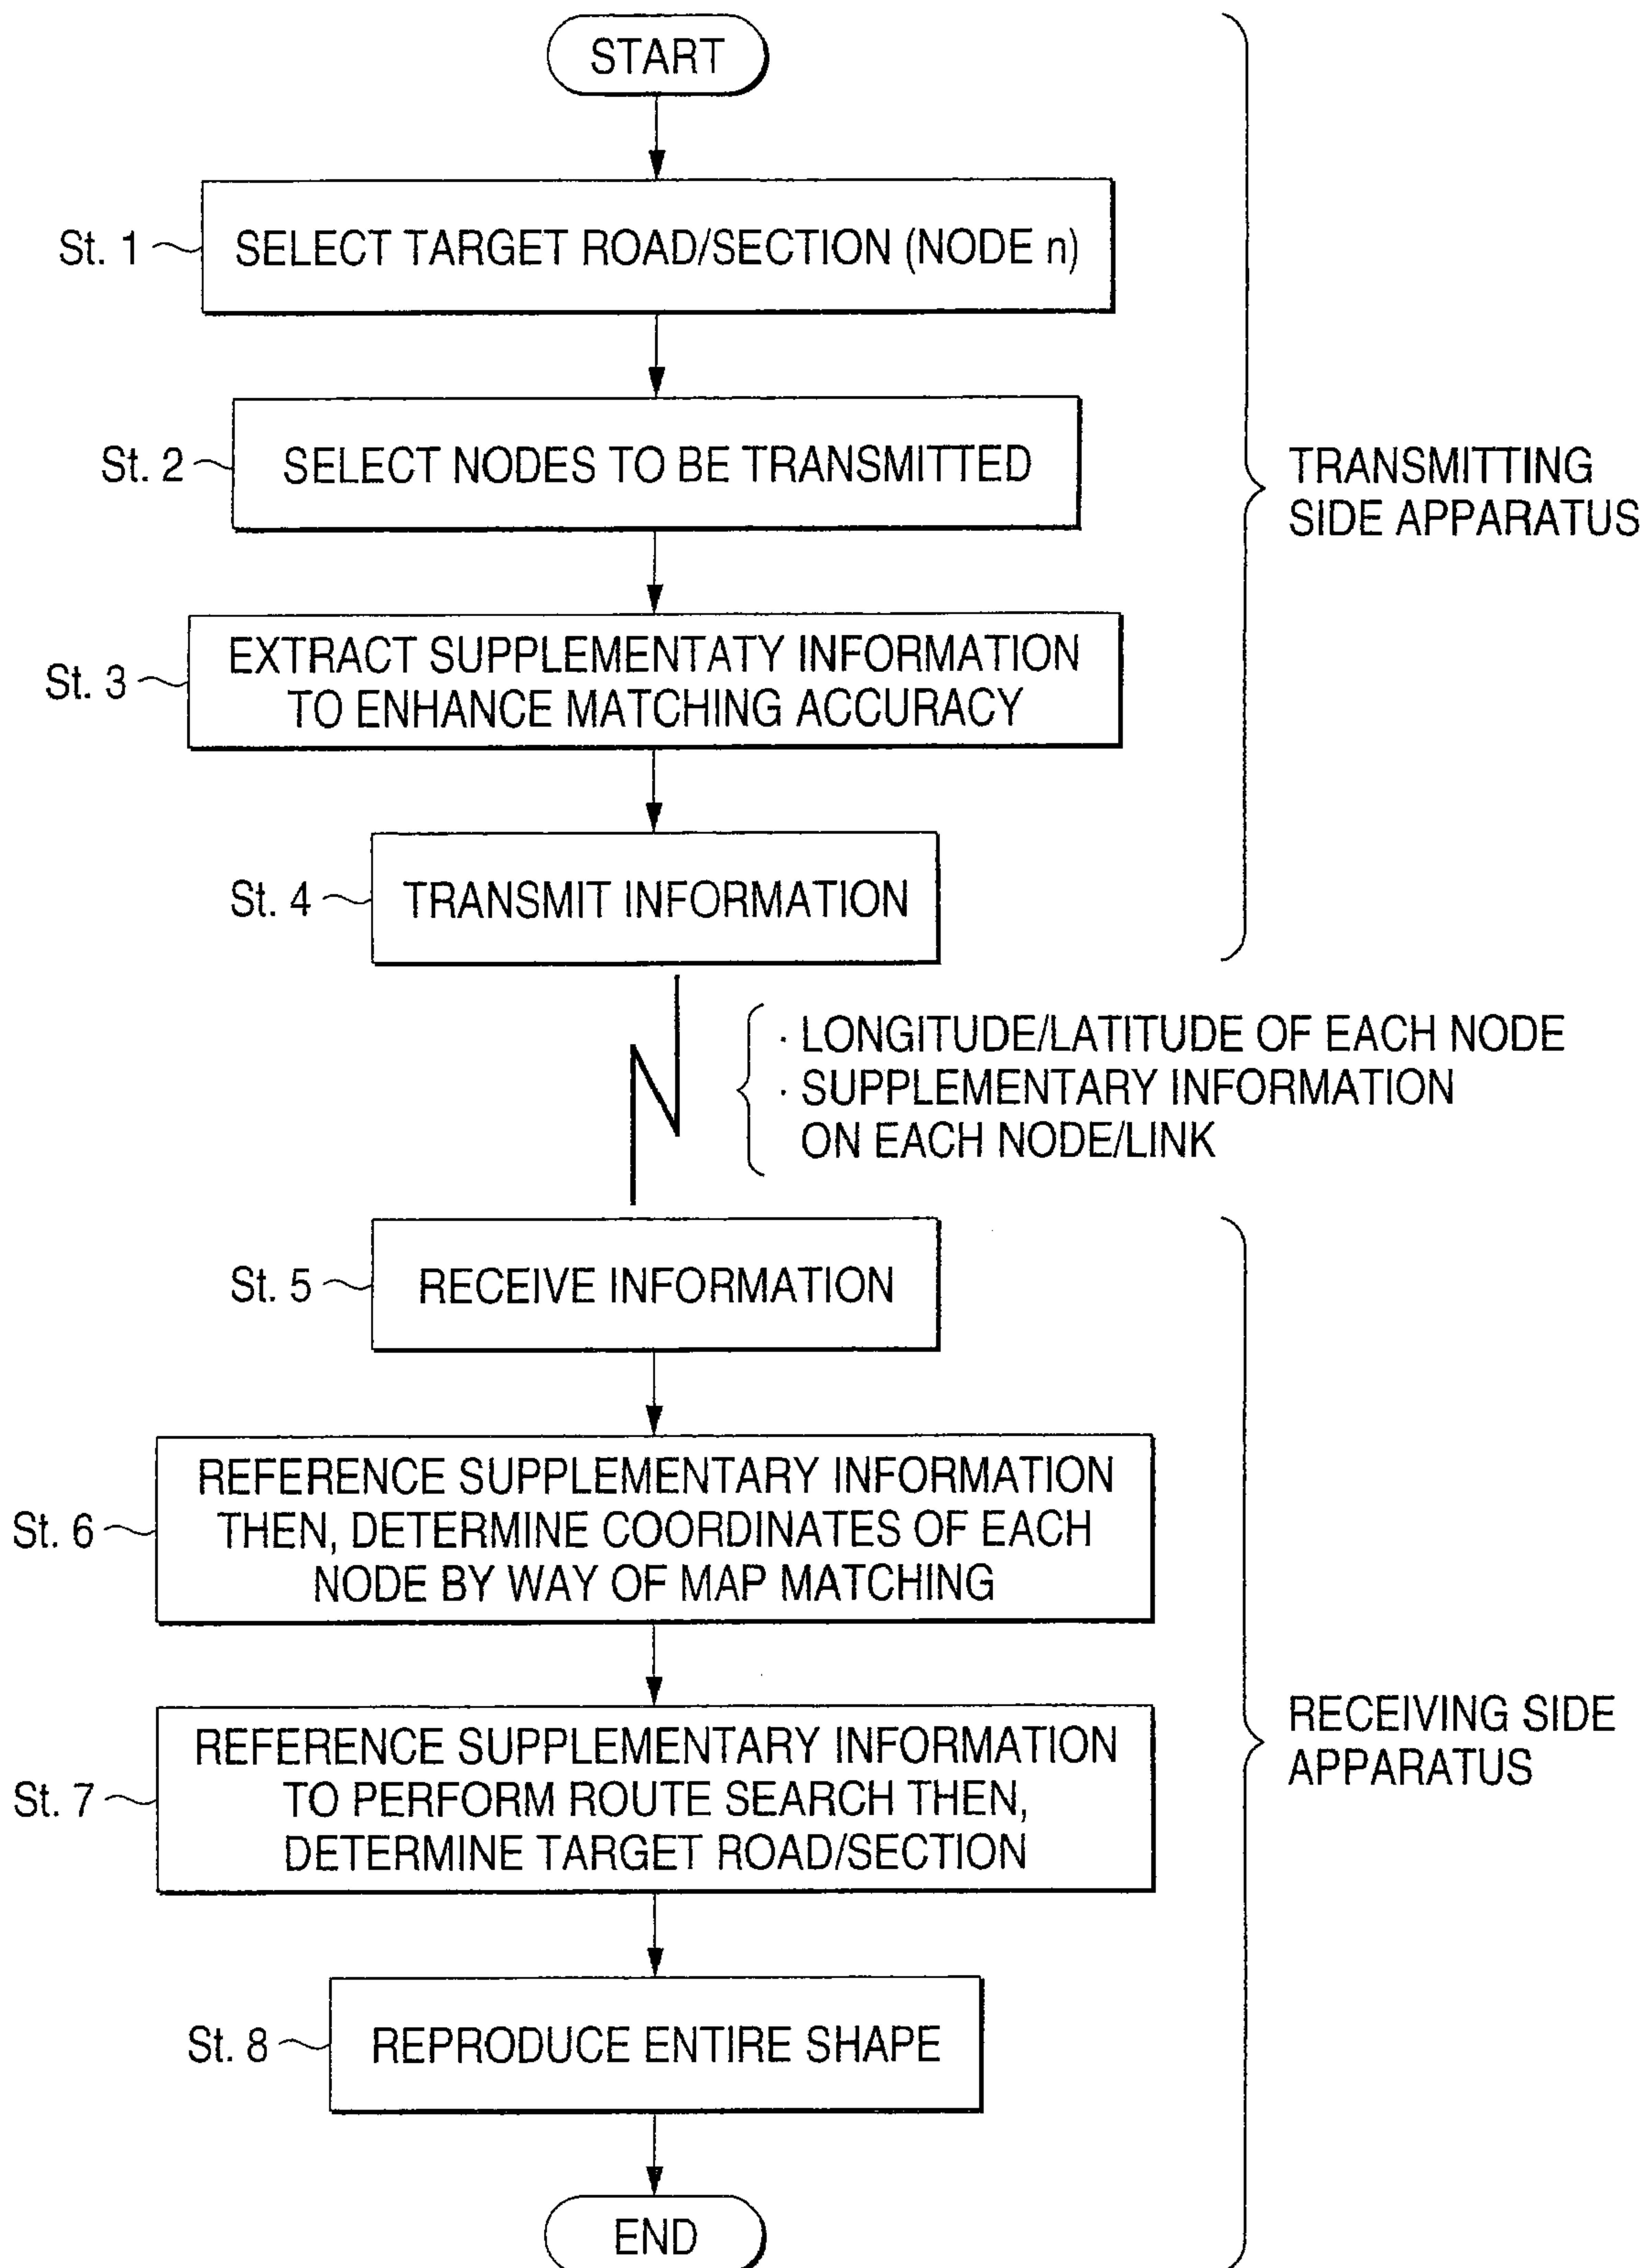 START
St. 1
SELECT TARGET ROAD/SECTION (NODE n)
St. 2
SELECT NODES TO BE TRANSMITTED
TRANSMITTING
SIDE APPARATUS
St. 3
EXTRACT SUPPLEMENTATY INFORMATION
TO ENHANCE MATCHING ACCURACY
St. 4
TRANSMIT INFORMATION
· LONGITUDE/LATITUDE OF EACH NODE
· SUPPLEMENTARY INFORMATION
ON EACH NODE/LINK
St. 5
RECEIVE INFORMATION
St. 6
REFERENCE SUPPLEMENTARY INFORMATION
THEN, DETERMINE COORDINATES OF EACH
NODE BY WAY OF MAP MATCHING
RECEIVING SIDE
APPARATUS
St. 7
REFERENCE SUPPLEMENTARY INFORMATION
TO PERFORM ROUTE SEARCH THEN,
DETERMINE TARGET ROAD/SECTION
St. 8
REPRODUCE ENTIRE SHAPE
END